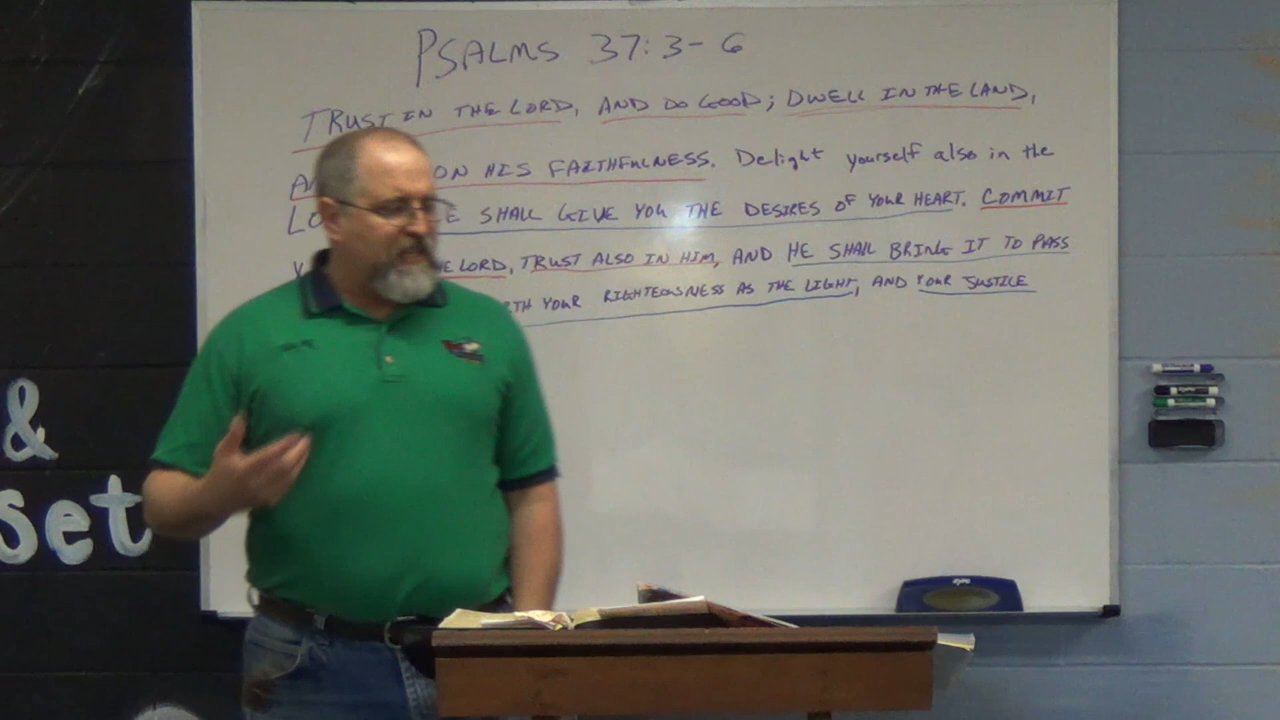 PSALMS 37:3-6
TRUST IN THE LORD, AND DO GOOD; DWELL IN THE LAND,
ON HIS FAITHFULNESS. Delight yourself also in the
SHALL GIVE YOU THE DESIRES OF YOUR HEART. COMMIT
LORD, TRUST ALSO IN HIM, AND HE SHALL BRING IT TO PASS
YOUR RIGHTEOUSNESS AS THE LIGHT, AND YOUR JUSTICE
&
set